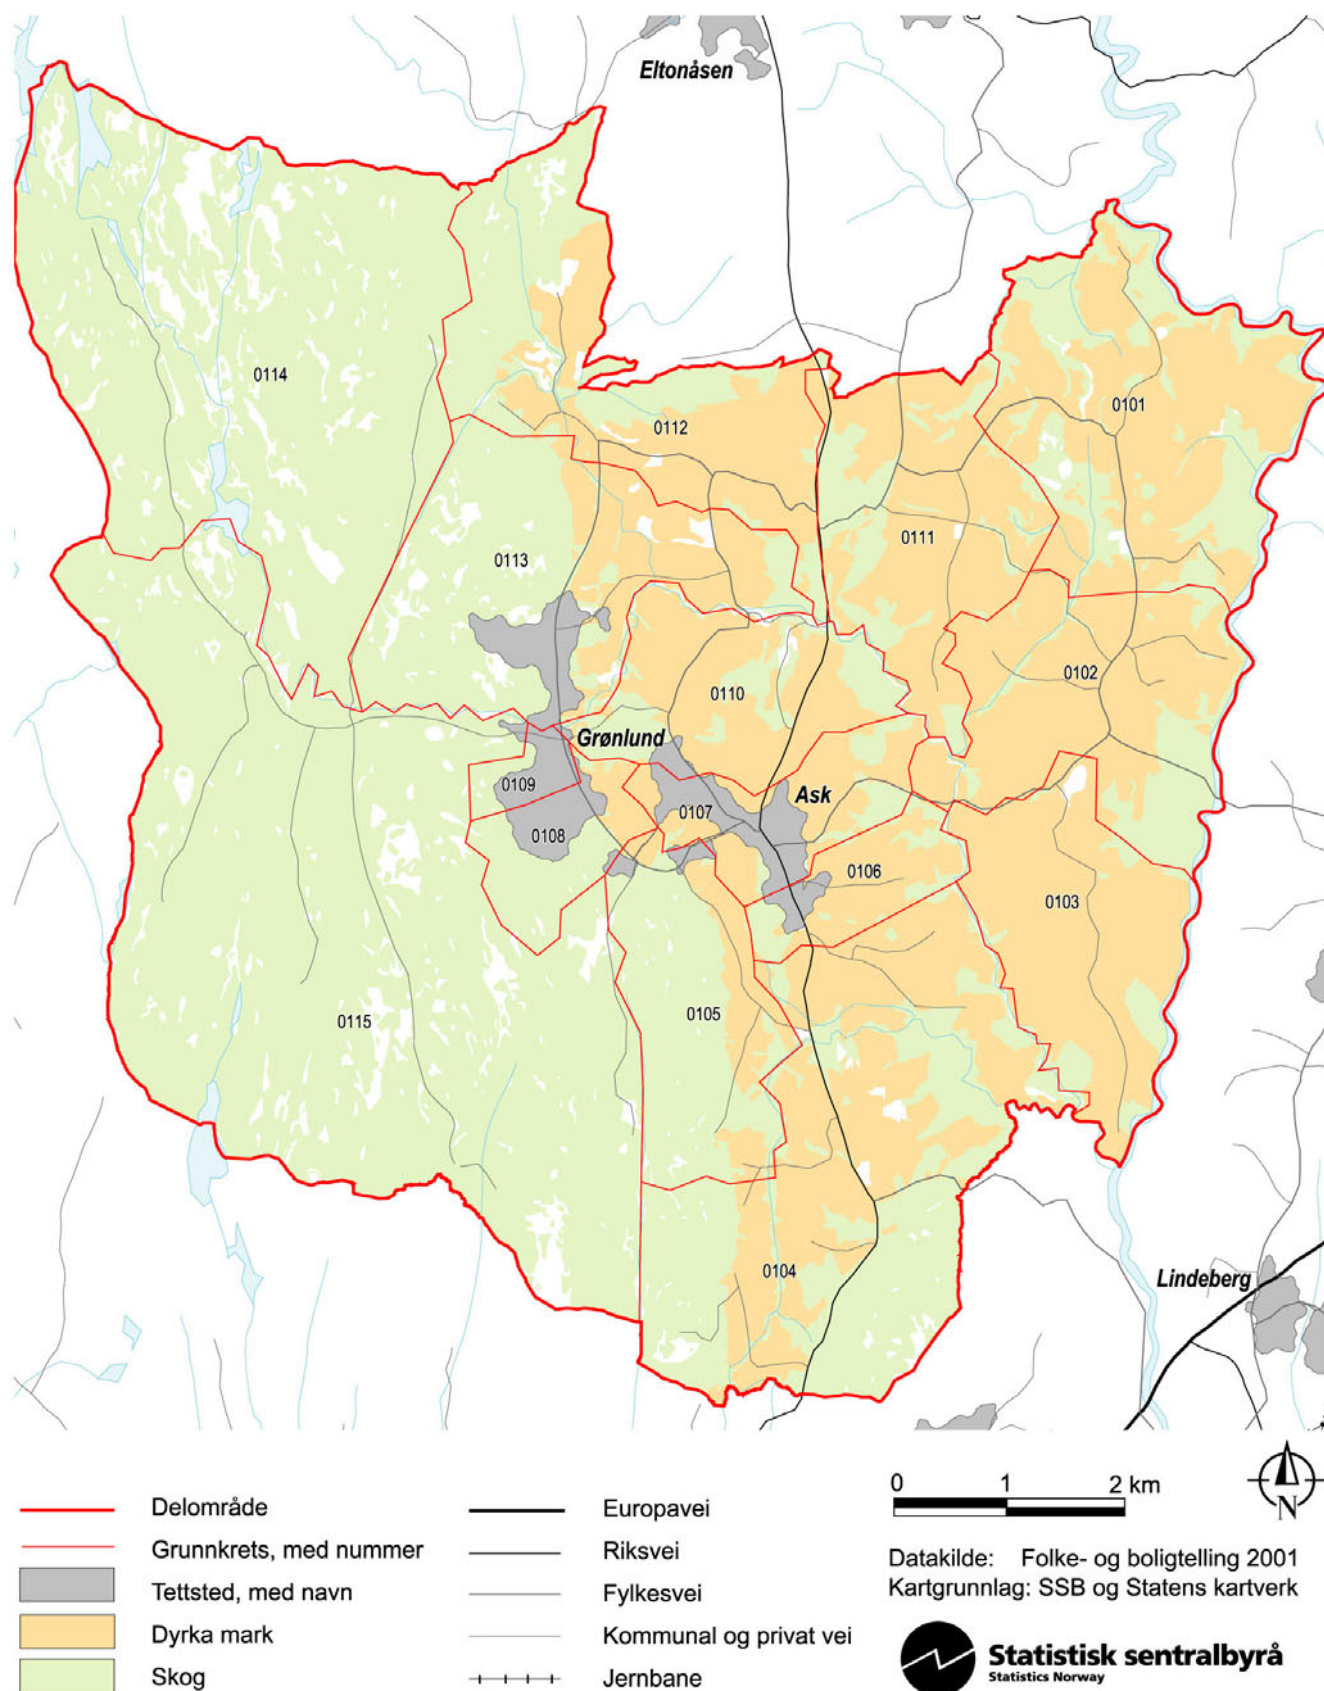 Eltonåsen
0114
0101
0112
0111
0113
0102
0110
Grønlund
0109
Ask
0107
0108
0106
0103
0105
0115
0104
Lindeberg
0 1 2 km
N
Delområde
Grunnkrets, med nummer
Tettsted, med navn
Dyrka mark
Skog
Europavei
Riksvei
Fylkesvei
Kommunal og privat vei
Jernbane
Datakilde: Folke- og boligtelling 2001
Kartgrunnlag: SSB og Statens kartverk
Statistisk sentralbyrå
Statistics Norway